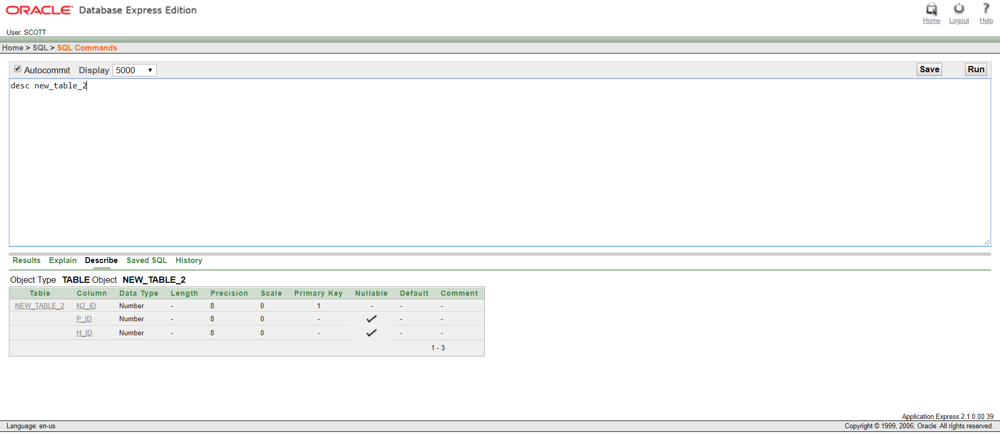 ORACLE Database Express Edition
Home Logout Help
User: SCOTT
Home > SQL > SQL Commands
Autocommit Display 5000 Save Run
desc new_table_2
Results Explain Describe Saved SQL History
Object Type TABLE Object NEW_TABLE_2
Table Column Data Type Length Precision Scale Primary Key Nullable Default Comment
NEW_TABLE_2 N2_ID Number - 8 0 1 - - -
P_ID Number - 8 0 - - -
H_ID Number - 8 0 - - -
1 - 3
Application Express 2.1.0.00.39
Language: en-us Copyright © 1999, 2006, Oracle. All rights reserved.